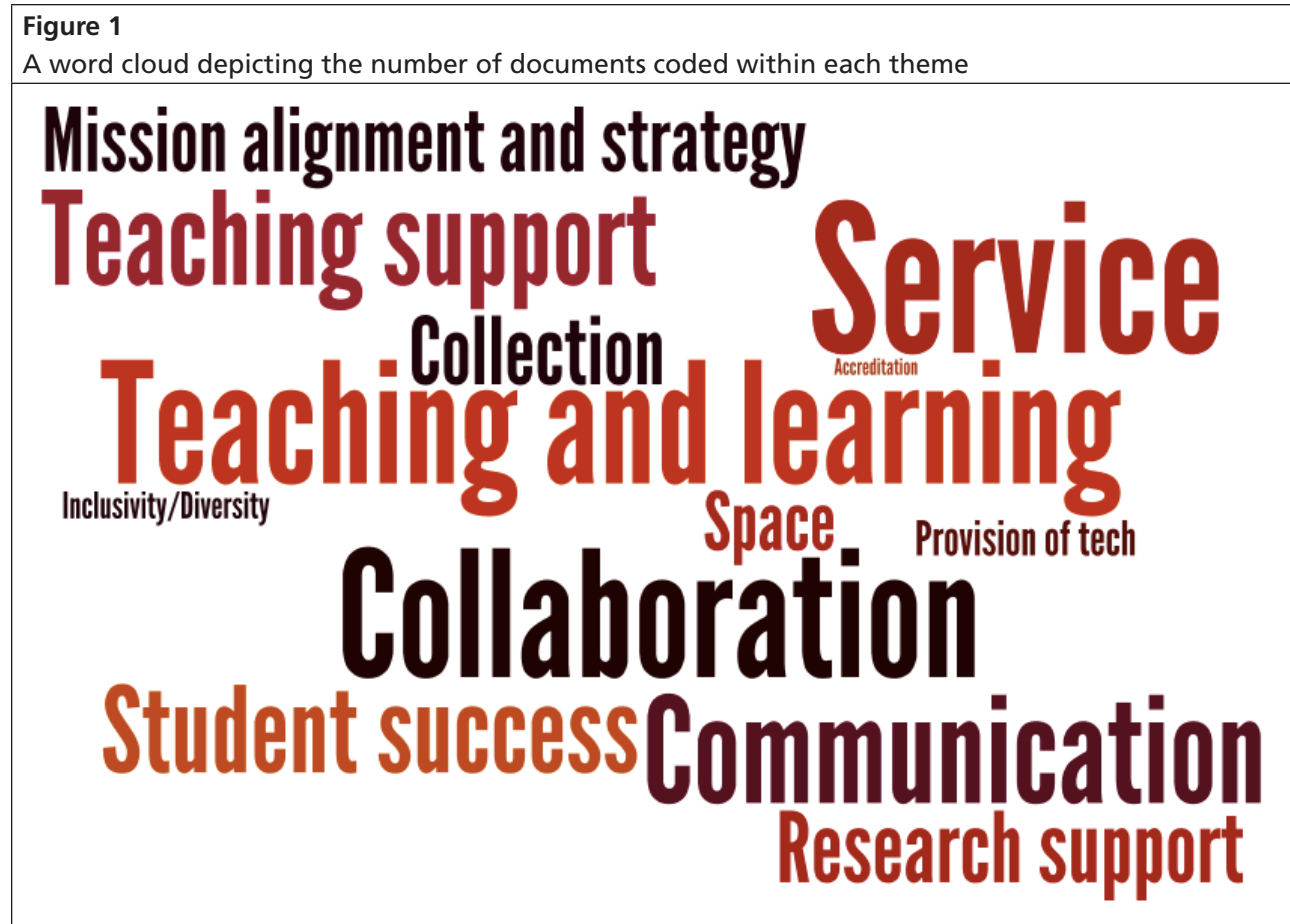 Figure 1
A word cloud depicting the number of documents coded within each theme
Mission alignment and strategy
Teaching support
Service
Collection
Accreditation
Teaching and learning
Inclusivity/Diversity
Space
Provision of tech
Collaboration
Student success
Communication
Research support